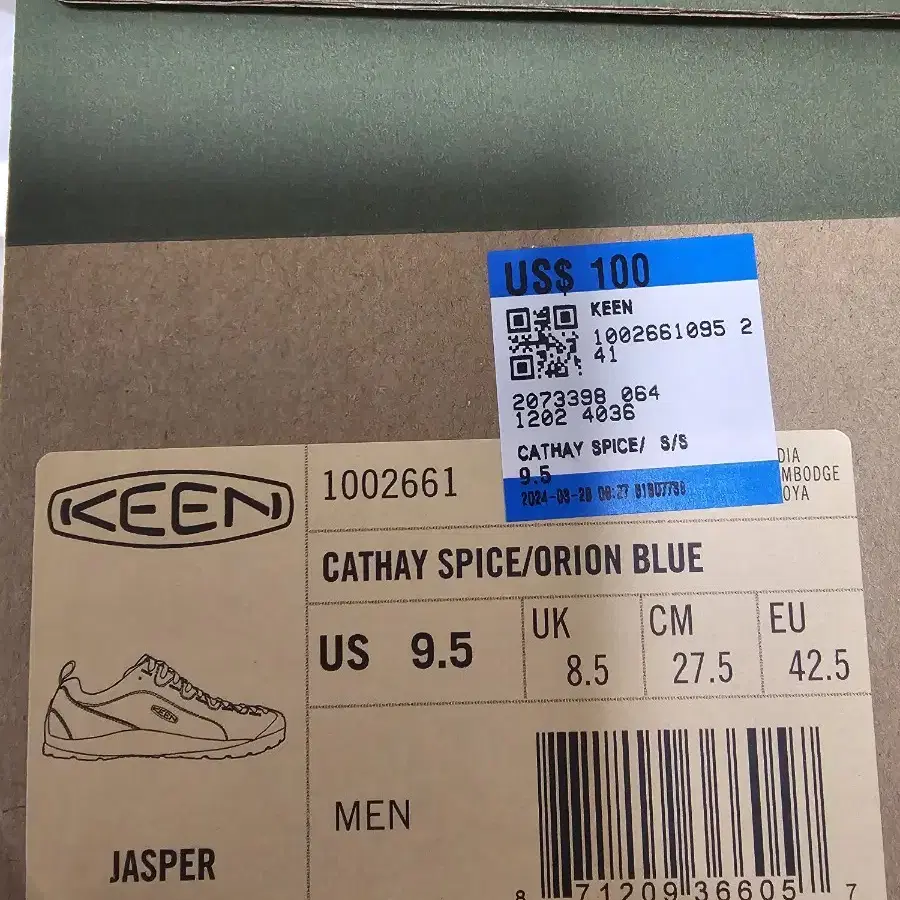 US$ 100
KEEN
1002661095 2
41
2073398 064
1202 4036
CATHAY SPICE/ S/S
9.5
KEEN
1002661
DIA
MBODGE
OYA
CATHAY SPICE/ORION BLUE
US 9.5
UK
8.5
CM
27.5
EU
42.5
KEEN
MEN
JASPER
8 71209 36605 7